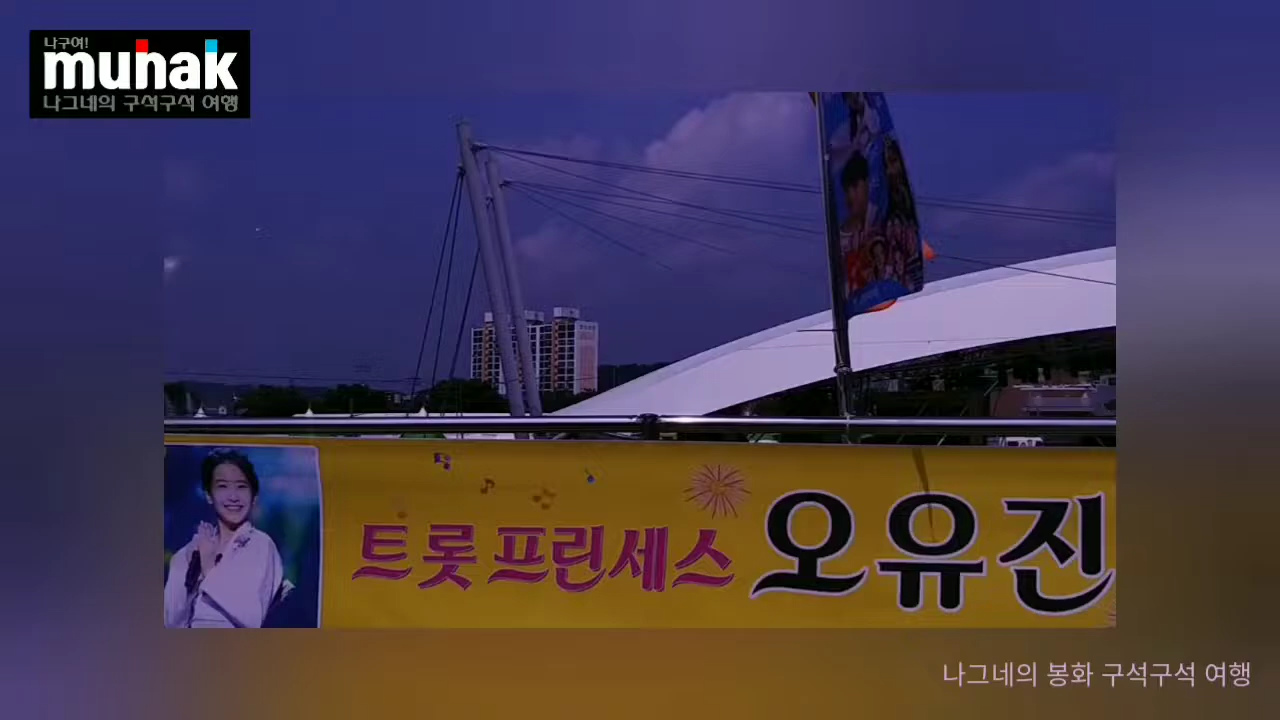 나구여!
munak
나그네의 구석구석 여행
트롯프린세스 오유진
나그네의 봉화 구석구석 여행